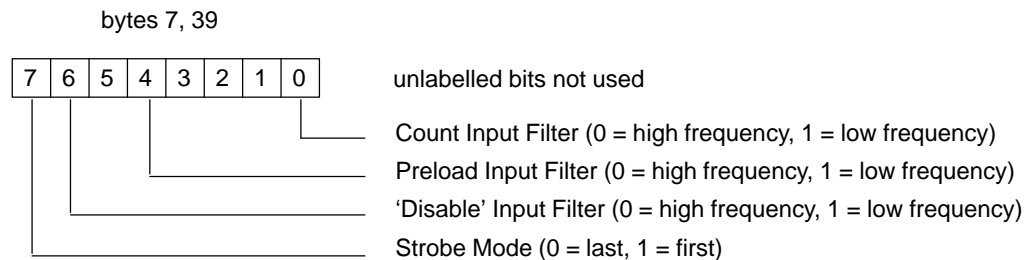 bytes 7, 39
7 6 5 4 3 2 1 0 unlabelled bits not used
Count Input Filter (0 = high frequency, 1 = low frequency)
Preload Input Filter (0 = high frequency, 1 = low frequency)
‘Disable’ Input Filter (0 = high frequency, 1 = low frequency)
Strobe Mode (0 = last, 1 = first)